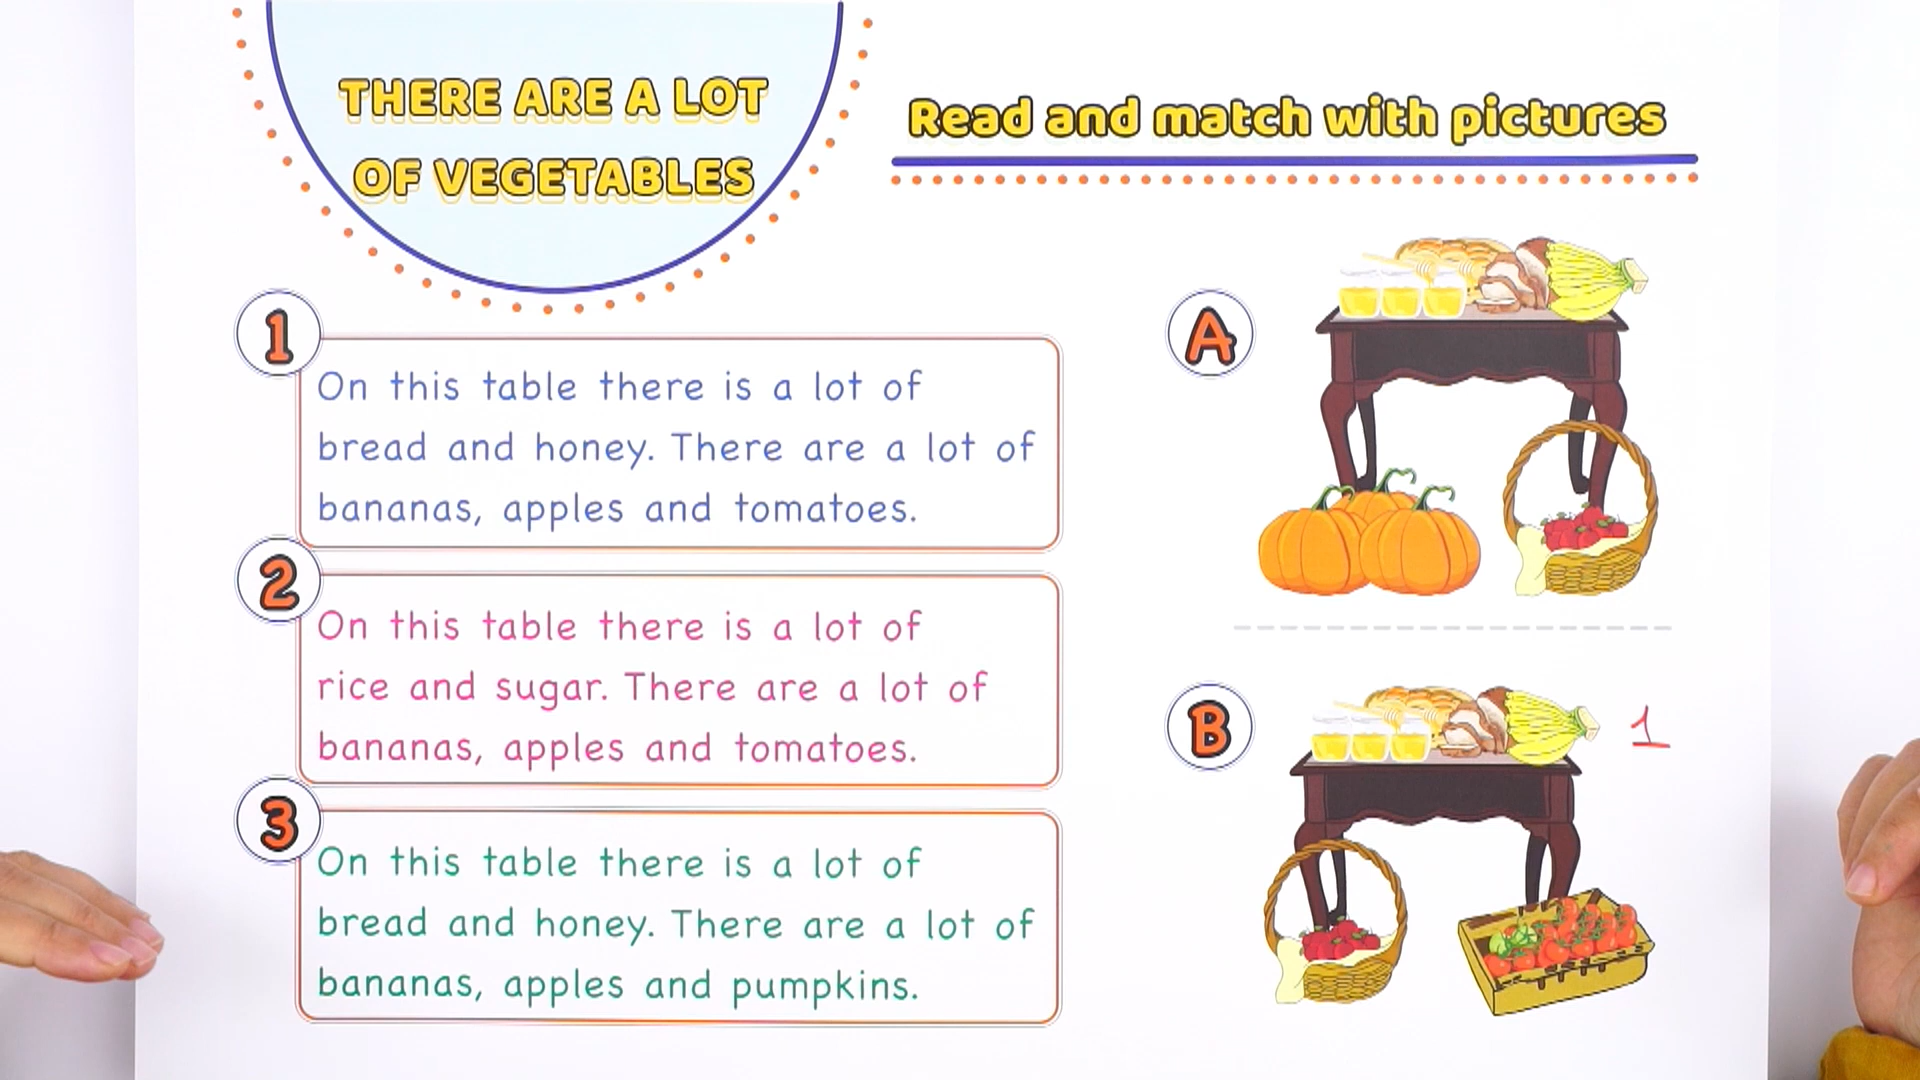 THERE ARE A LOT
OF VEGETABLES
Read and match with pictures
1
On this table there is a lot of
bread and honey. There are a lot of
bananas, apples and tomatoes.
2
On this table there is a lot of
rice and sugar. There are a lot of
bananas, apples and tomatoes.
3
On this table there is a lot of
bread and honey. There are a lot of
bananas, apples and pumpkins.
A
B
1